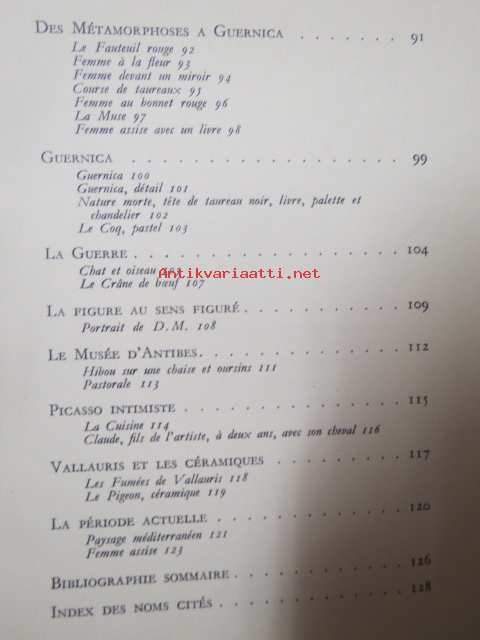 DES MÉTAMORPHOSES A GUERNICA . . . . . . . 91
Le Fauteuil rouge 92
Femme à la fleur 93
Femme devant un miroir 94
Course de taureaux 95
Femme au bonnet rouge 96
La Muse 97
Femme assise avec un livre 98
GUERNICA . . . . . . . . . . . . . 99
Guernica 100
Guernica, détail 101
Nature morte, tête de taureau noir, livre, palette et
chandelier 102
Le Coq, pastel 103
LA GUERRE . . . . . . . . . . . . . 104
Chat et oiseau
Antikvariaatti.net
Le Crâne de bœuf 107
LA FIGURE AU SENS FIGURÉ . . . . . . . . 109
Portrait de D.M. 108
LE MUSÉE D'ANTIBES . . . . . . . . . . 112
Hibou sur une chaise et oursins 111
Pastorale 113
PICASSO INTIMISTE . . . . . . . . . . . 115
La Cuisine 114
Claude, fils de l'artiste, à deux ans, avec son cheval 116
VALLAURIS ET LES CÉRAMIQUES . . . . . . . . 117
Les Fumées de Vallauris 118
Le Pigeon, céramique 119
LA PÉRIODE ACTUELLE . . . . . . . . . . 120
Paysage méditerranéen 121
Femme assise 123
BIBLIOGRAPHIE SOMMAIRE . . . . . . . . . 126
INDEX DES NOMS CITÉS . . . . . . . . . . 128